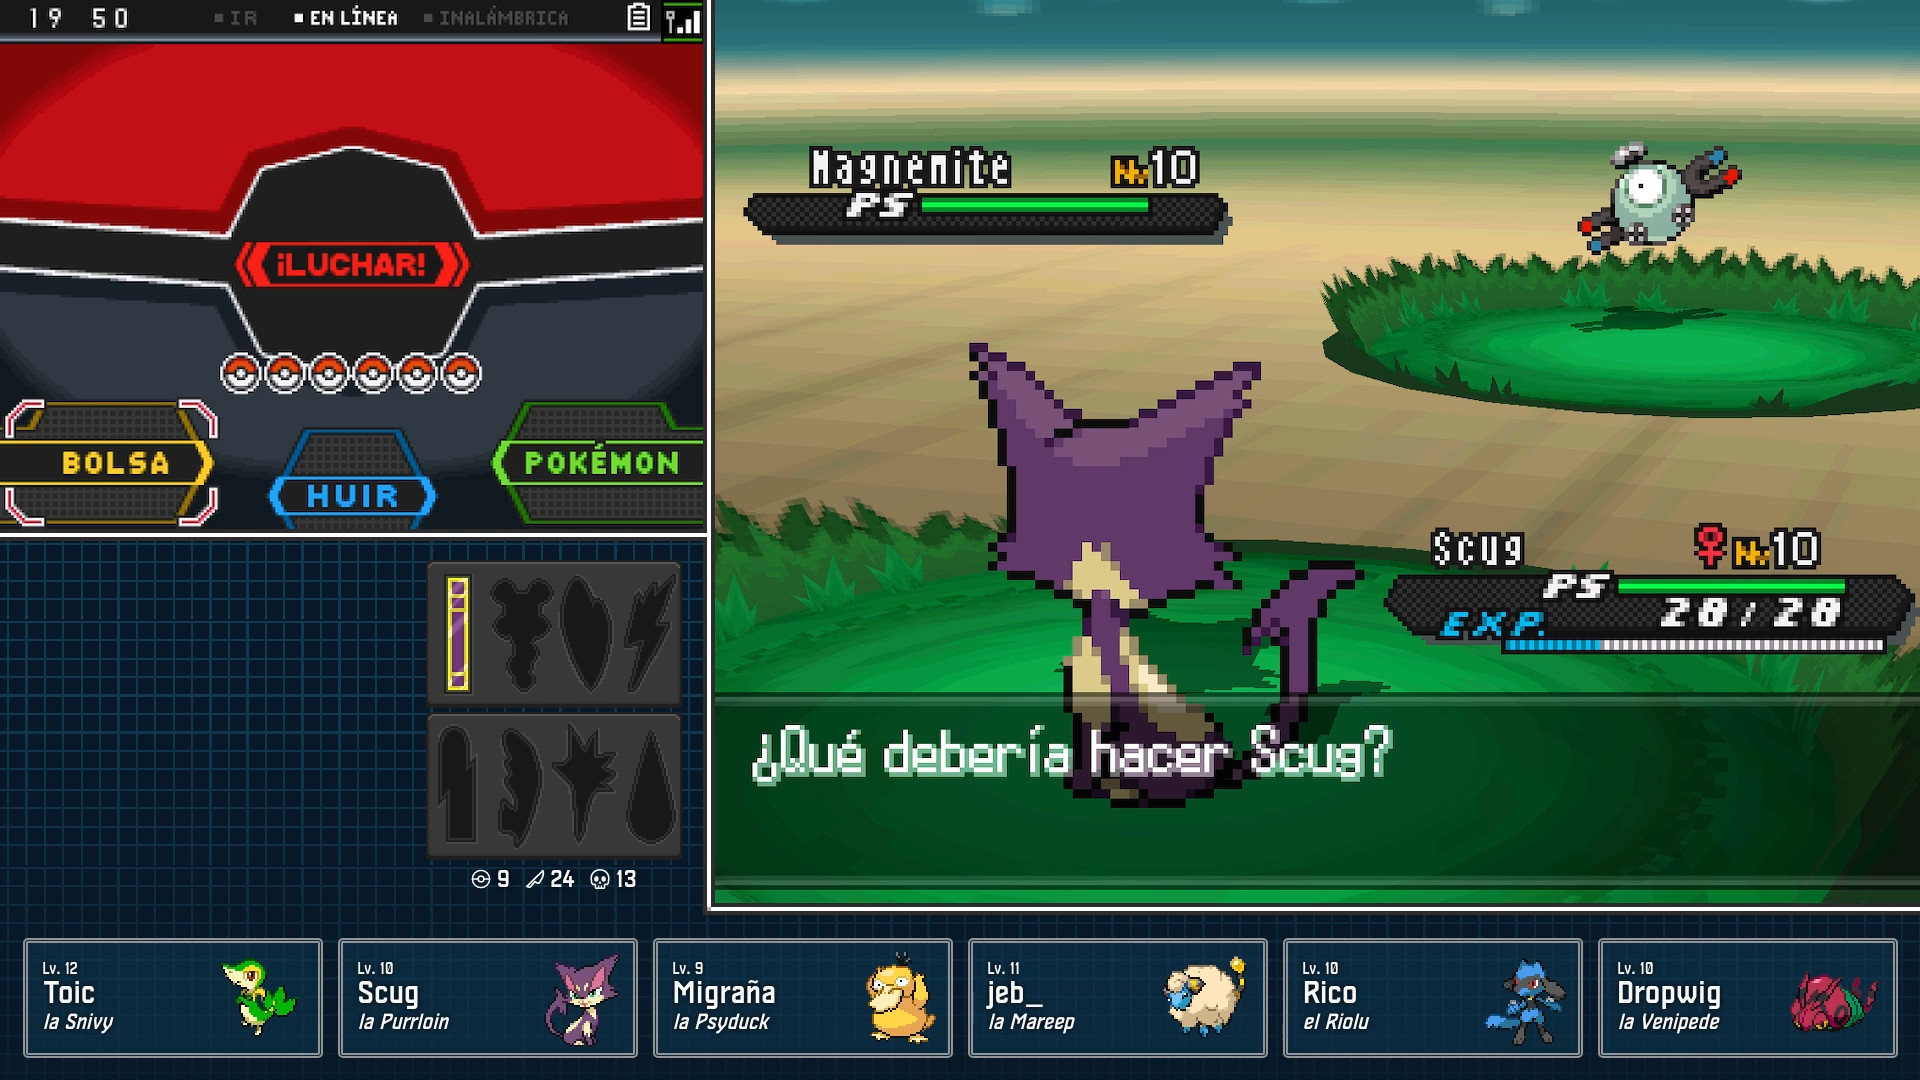 19 50
IR EN LÍNEA INALÁMBRICA
¡LUCHAR!
BOLSA
HUIR
POKÉMON
Magnemite Nv.10
PS
Scug ♀ Nv.10
PS
20/20
EXP.
¿Qué debería hacer Scug?
9 24 13
Lv. 12
Toic
la Snivy
Lv. 10
Scug
la Purrloin
Lv. 9
Migraña
la Psyduck
Lv. 11
jeb_
la Mareep
Lv. 10
Rico
el Riolu
Lv. 10
Dropwig
la Venipede